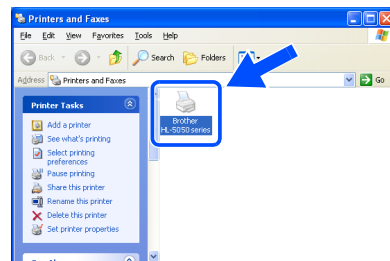 Printers and Faxes
File Edit View Favorites Tools Help
Back Search Folders
Address Printers and Faxes Go
Printer Tasks
Add a printer
See what's printing
Select printing
preferences
Pause printing
Share this printer
Rename this printer
Delete this printer
Set printer properties
Brother
HL-5050 series